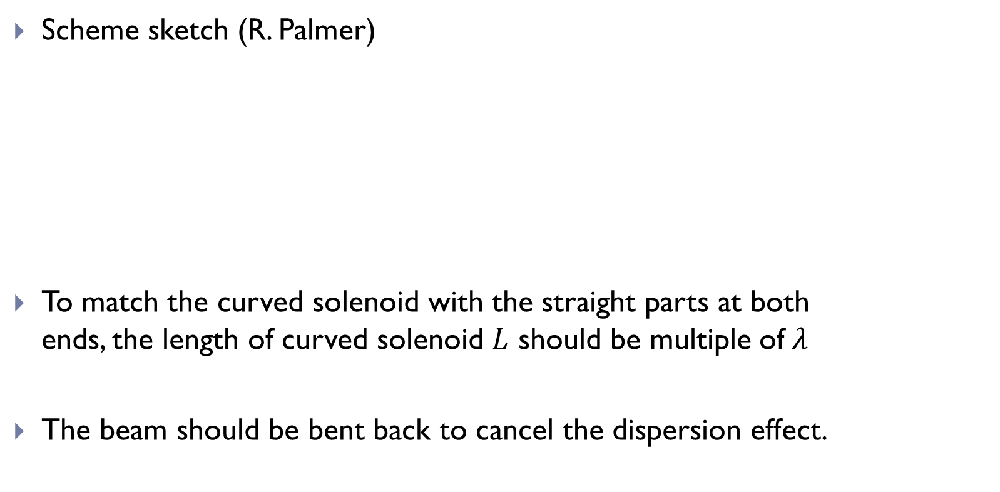 Scheme sketch (R. Palmer)
To match the curved solenoid with the straight parts at both
ends, the length of curved solenoid L should be multiple of λ
The beam should be bent back to cancel the dispersion effect.